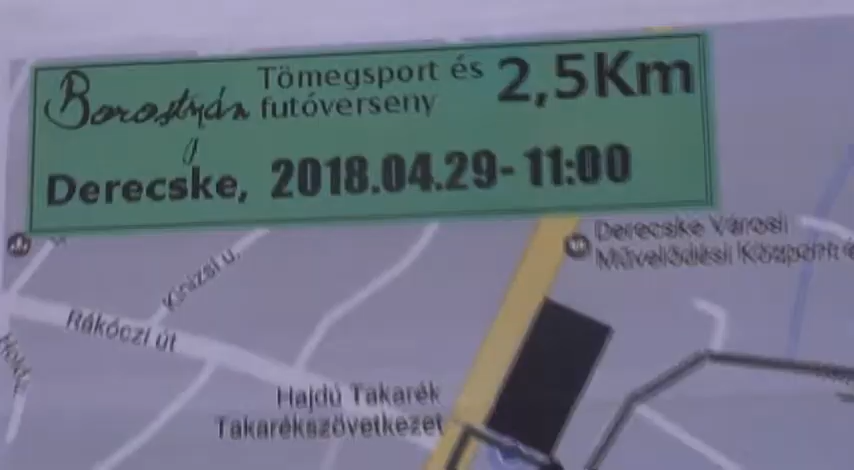 Borostyán Tömegsport és futóverseny 2,5Km
Derecske, 2018.04.29- 11:00
Derecske Városi
Művelődési Központ é
Kinizsi u.
Rákóczi út
Hajdú Takarék
Takarékszövetkezet